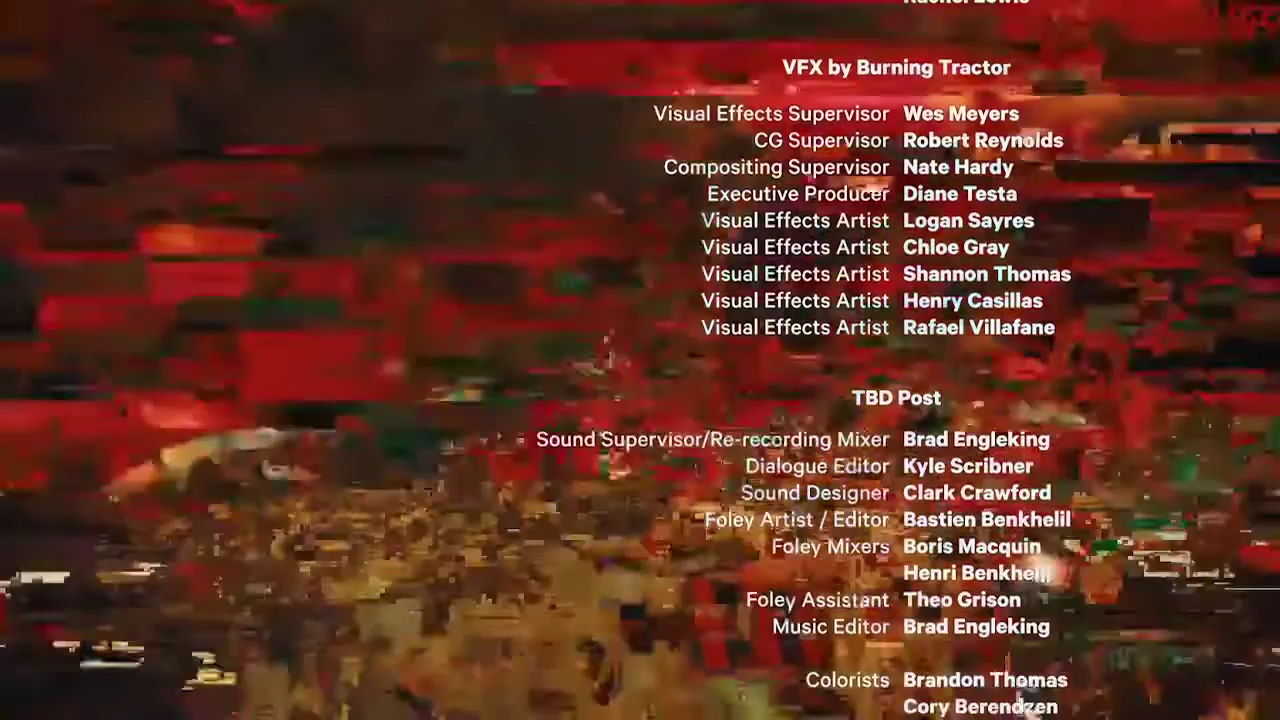 VFX by Burning Tractor
Visual Effects Supervisor Wes Meyers
CG Supervisor Robert Reynolds
Compositing Supervisor Nate Hardy
Executive Producer Diane Testa
Visual Effects Artist Logan Sayres
Visual Effects Artist Chloe Gray
Visual Effects Artist Shannon Thomas
Visual Effects Artist Henry Casillas
Visual Effects Artist Rafael Villafane
TBD Post
Sound Supervisor/Re-recording Mixer Brad Engleking
Dialogue Editor Kyle Scribner
Sound Designer Clark Crawford
Foley Artist / Editor Bastien Benkhelil
Foley Mixers Boris Macquin
Henri Benkhelil
Foley Assistant Theo Grison
Music Editor Brad Engleking
Colorists Brandon Thomas
Cory Berendzen